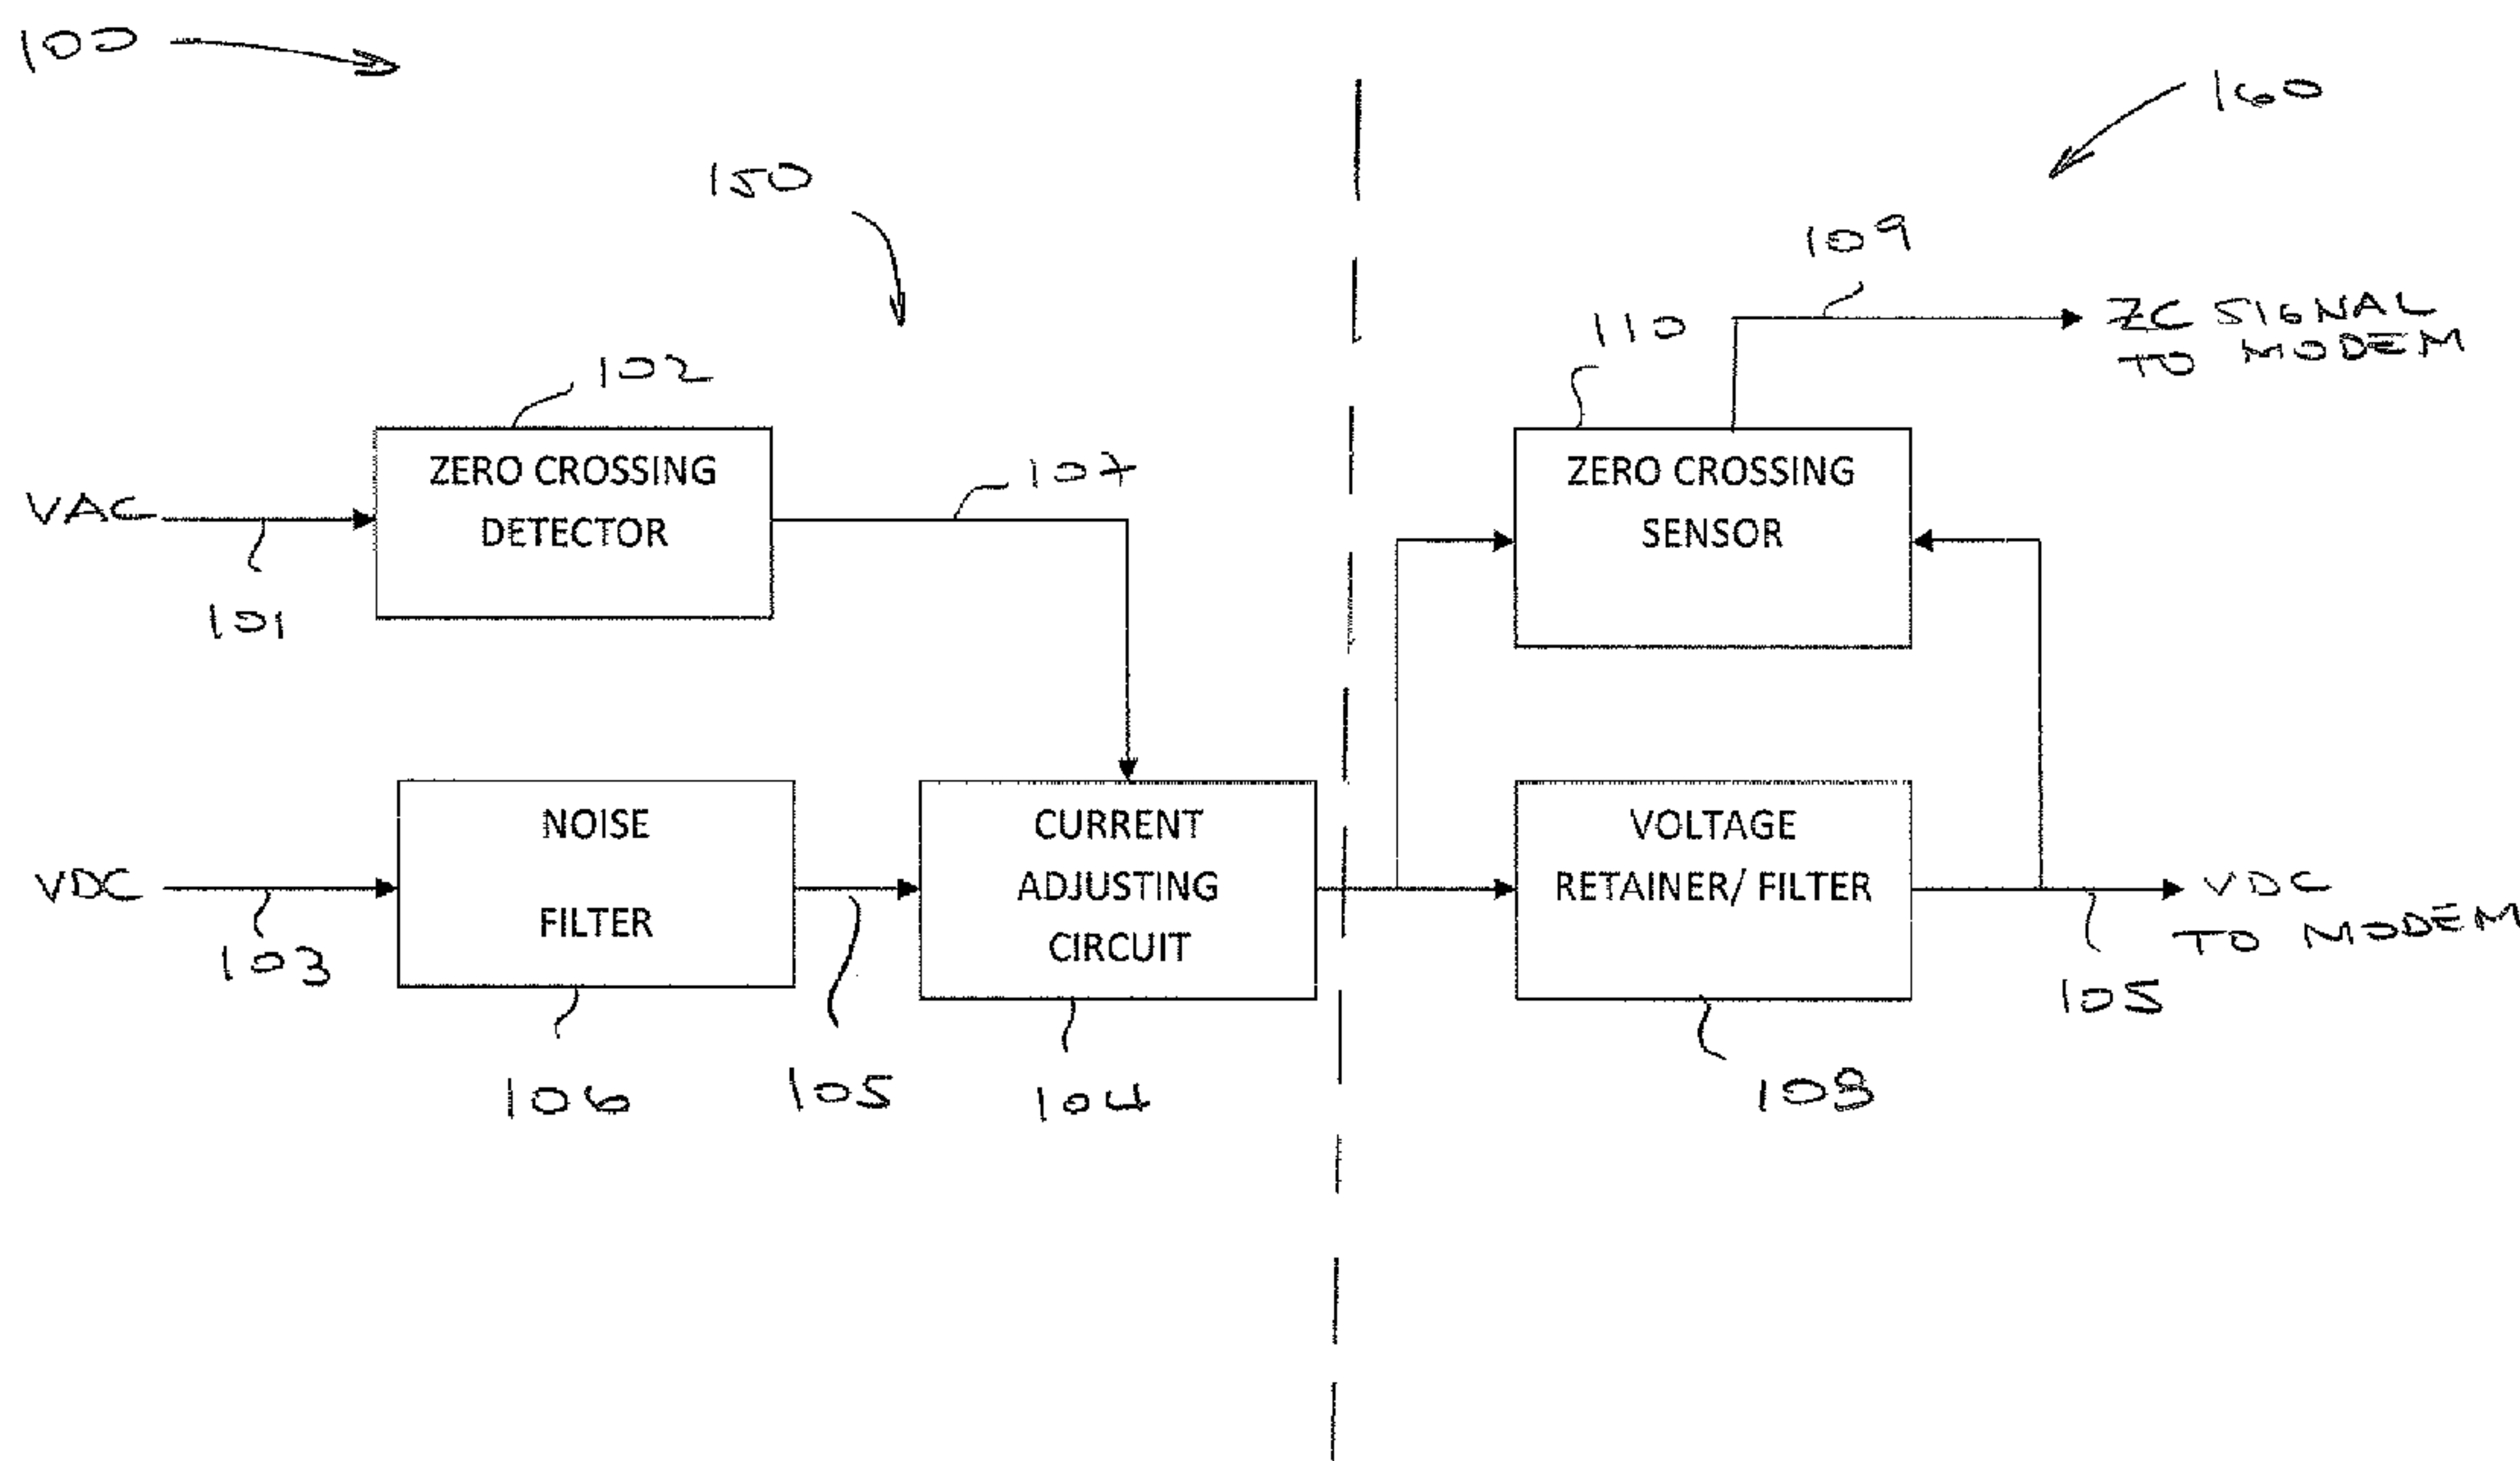 100
160
150
109
ZC SIGNAL
TO MODEM
110
102
ZERO CROSSING
DETECTOR
107
ZERO CROSSING
SENSOR
VAC
101
NOISE
FILTER
CURRENT
ADJUSTING
CIRCUIT
VOLTAGE
RETAINER/ FILTER
VDC
103
VDC
TO MODEM
105
106
105
104
108